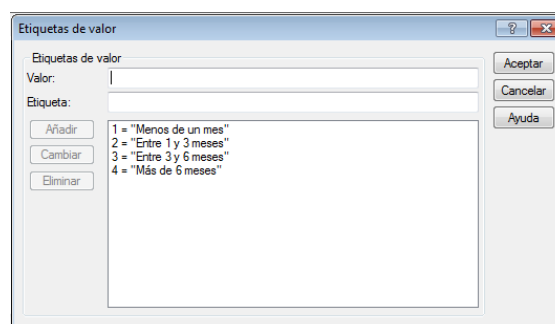 Etiquetas de valor
Etiquetas de valor
Valor:
Etiqueta:
Añadir
Cambiar
Eliminar
1 = "Menos de un mes"
2 = "Entre 1 y 3 meses"
3 = "Entre 3 y 6 meses"
4 = "Más de 6 meses"
Aceptar
Cancelar
Ayuda